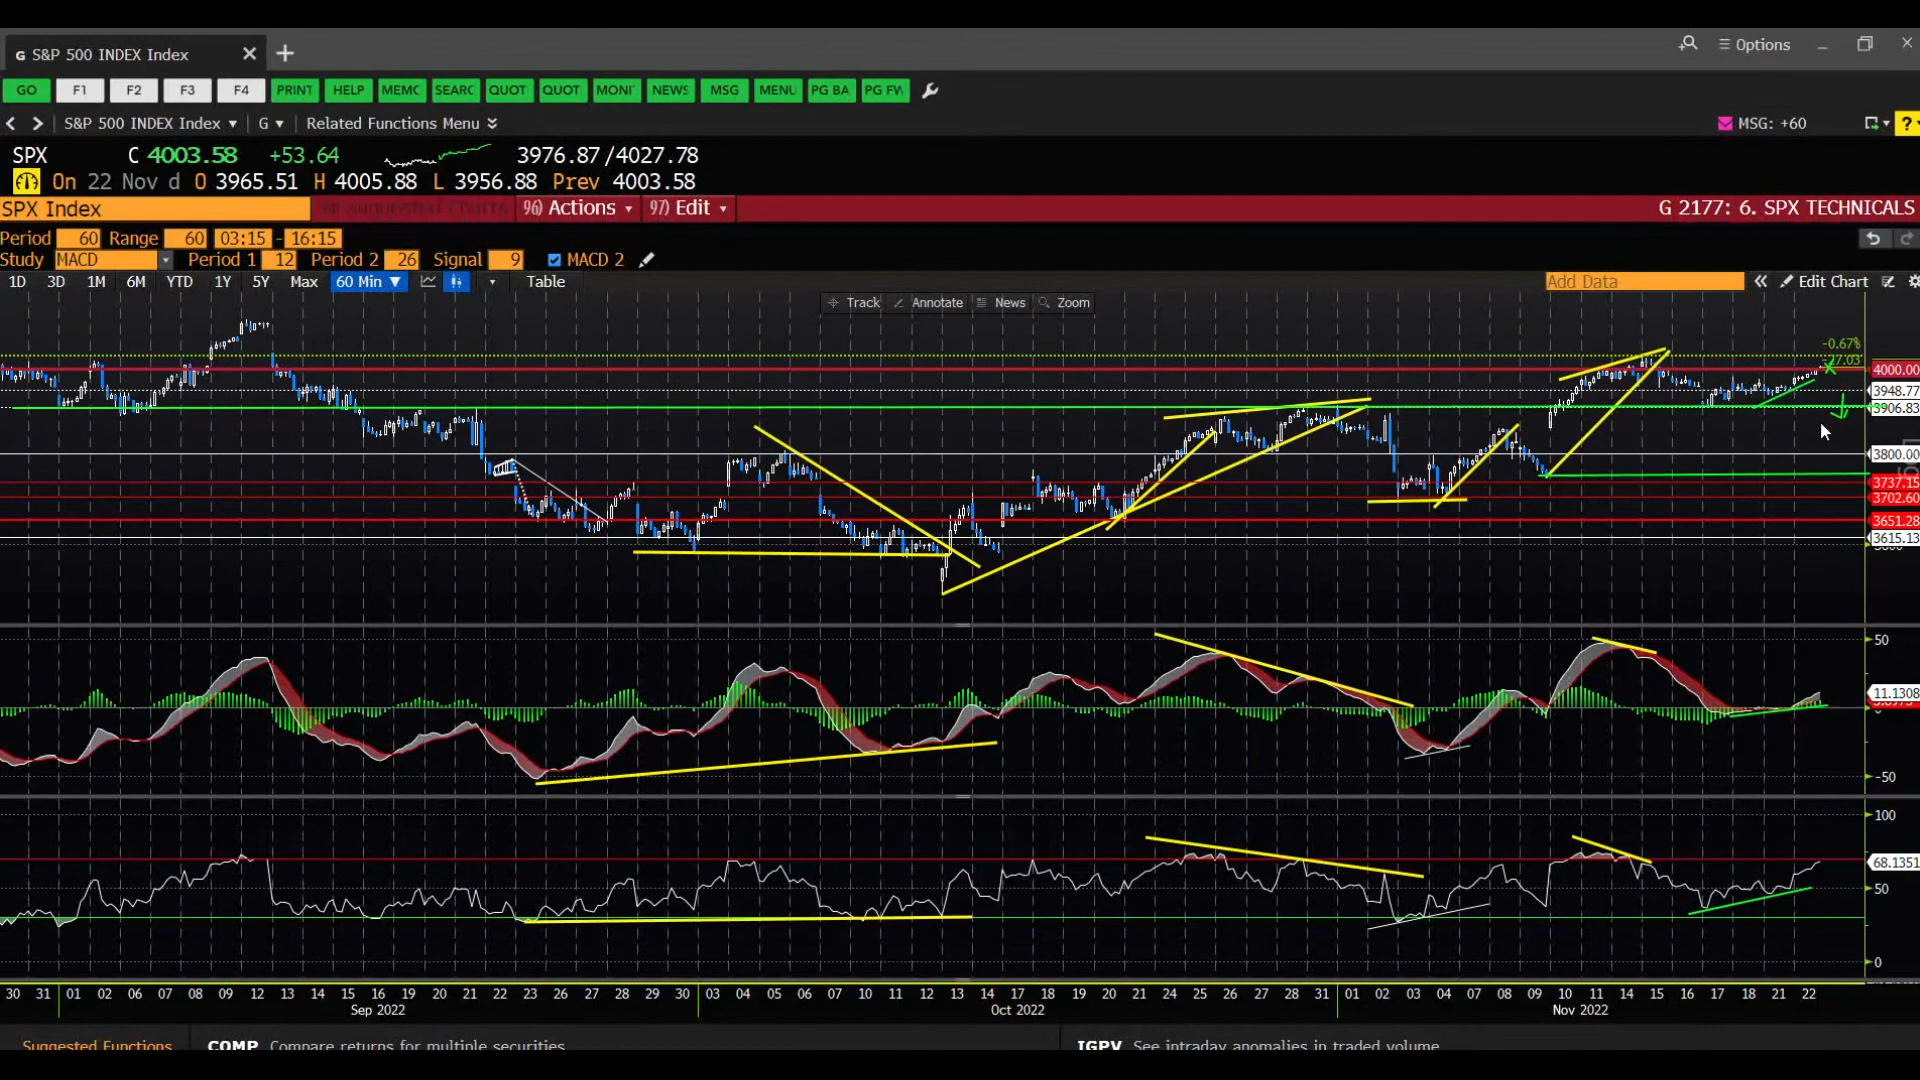 G S&P 500 INDEX Index
Options
GO F1 F2 F3 F4 PRINT HELP MEMC SEARC QUOT QUOT MONI NEWS MSG MENU PG BA PG FW
S&P 500 INDEX Index G Related Functions Menu MSG: +60 ?
SPX C 4003.58 +53.64 3976.87/4027.78
On 22 Nov d O 3965.51 H 4005.88 L 3956.88 Prev 4003.58
SPX Index 96) Actions 97) Edit G 2177: 6. SPX TECHNICALS
Period 60 Range 60 03:15 - 16:15
Study MACD Period 1 12 Period 2 26 Signal 9 MACD 2
1D 3D 1M 6M YTD 1Y 5Y Max 60 Min Table Add Data Edit Chart
Track Annotate News Zoom
-0.67%
4000.00
3948.77
3906.83
3800.00
3737.15
3702.60
3651.28
3615.13
50
11.1308
-50
100
68.1351
50
0
30 31 01 02 06 07 08 09 12 13 14 15 16 19 20 21 22 23 26 27 28 29 30 03 04 05 06 07 10 11 12 13 14 17 18 19 20 21 24 25 26 27 28 31 01 02 03 04 07 08 09 10 11 14 15 16 17 18 21 22
Sep 2022 Oct 2022 Nov 2022
Suggested Functions COMP Compare returns for multiple securities IGPV See intraday anomalies in traded volume